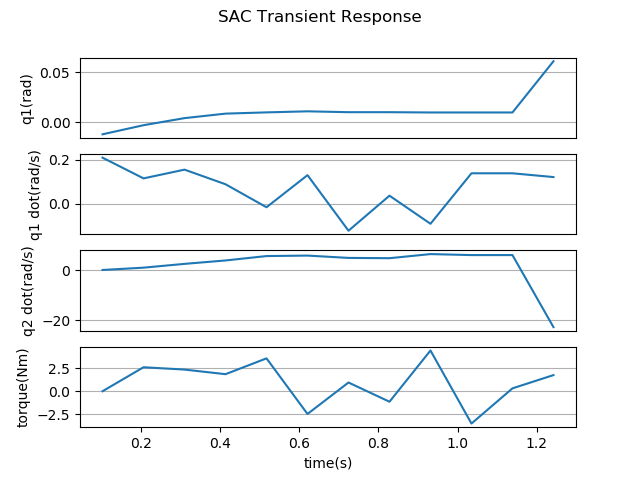 SAC Transient Response
0.05
0.00
q1(rad)
0.2
0.0
q1 dot(rad/s)
0
−20
q2 dot(rad/s)
2.5
0.0
−2.5
torque(Nm)
0.2 0.4 0.6 0.8 1.0 1.2
time(s)